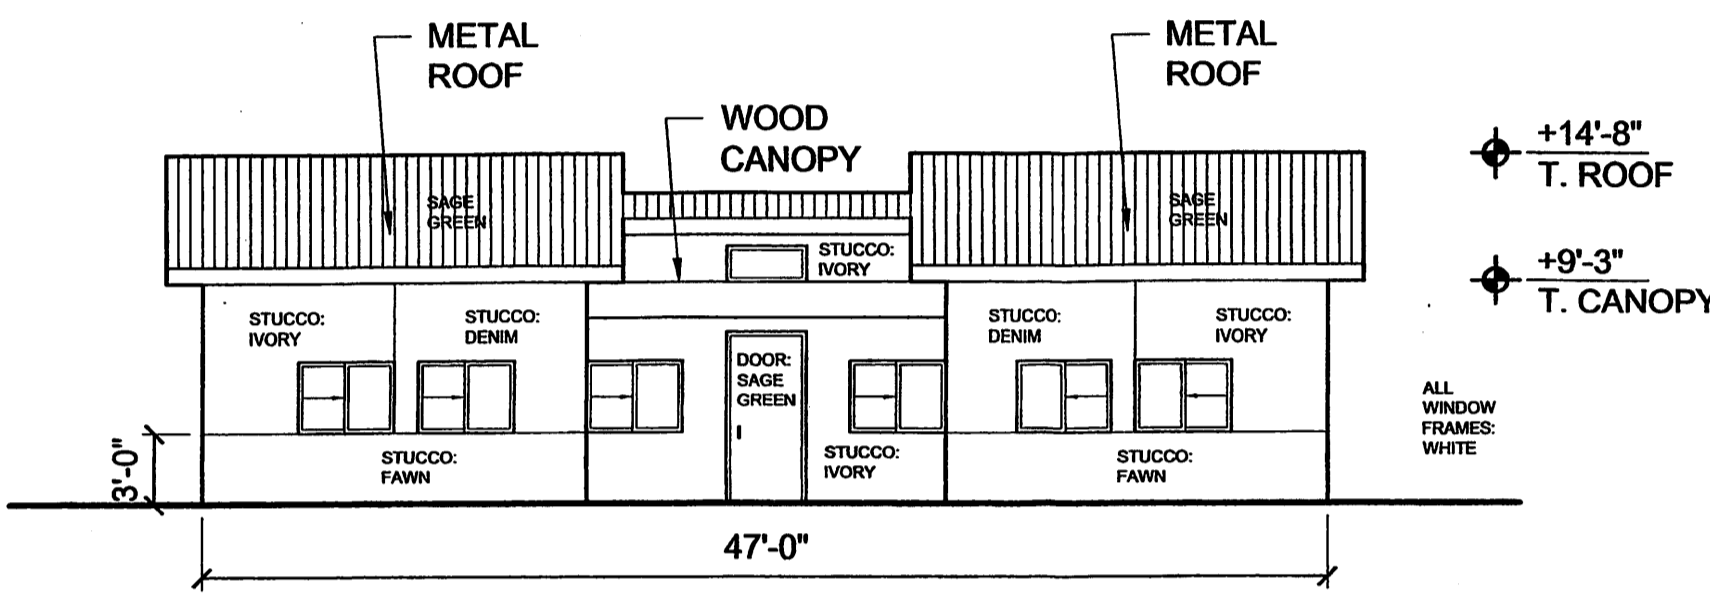 METAL
ROOF
METAL
ROOF
WOOD
CANOPY
+14'-8"
T. ROOF
SAGE
GREEN
SAGE
GREEN
STUCCO:
IVORY
+9'-3"
T. CANOPY
STUCCO:
IVORY
STUCCO:
DENIM
STUCCO:
DENIM
STUCCO:
IVORY
DOOR:
SAGE
GREEN
ALL
WINDOW
FRAMES:
WHITE
3'-0"
STUCCO:
FAWN
STUCCO:
IVORY
STUCCO:
FAWN
47'-0"